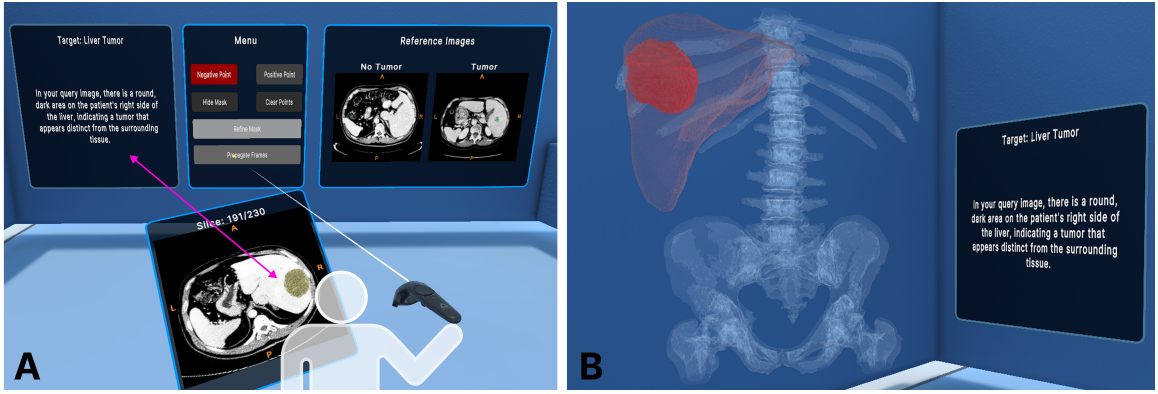 Target: Liver Tumor
In your query image, there is a round,
dark area on the patient's right side of
the liver, indicating a tumor that
appears distinct from the surrounding
tissue.
Menu
Negative Point
Positive Point
Hide Mask
Clear Points
Refine Mask
Propagate Frames
Reference Images
No Tumor
Tumor
A
L
R
P
A
L
R
P
Slice: 191/230
A
R
L
P
A
Target: Liver Tumor
In your query image, there is a round,
dark area on the patient's right side of
the liver, indicating a tumor that
appears distinct from the surrounding
tissue.
B